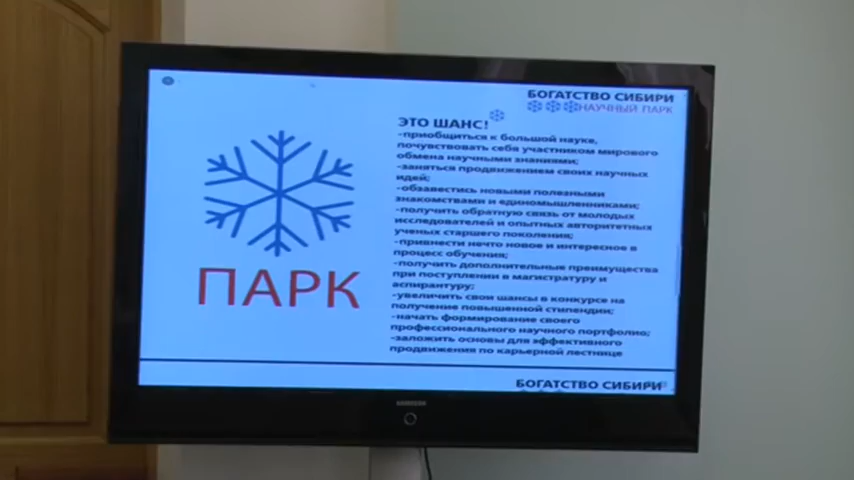 БОГАТСТВО СИБИРИ
НАУЧНЫЙ ПАРК
ЭТО ШАНС!
-приобщиться к большой науке,
почувствовать себя участником мирового
обмена научными знаниями;
-заняться продвижением своих научных
идей;
-обзавестись новыми полезными
знакомствами и единомышленниками;
-получить обратную связь от молодых
исследователей и опытных авторитетных
ученых старшего поколения;
-привнести нечто новое и интересное в
процесс обучения;
-получить дополнительные преимущества
при поступлении в магистратуру и
аспирантуру;
-увеличить свои шансы в конкурсе на
получение повышенной стипендии;
-начать формирование своего
профессионального научного портфолио;
-заложить основы для эффективного
продвижения по карьерной лестнице
ПАРК
БОГАТСТВО СИБИРИ
SAMSUNG